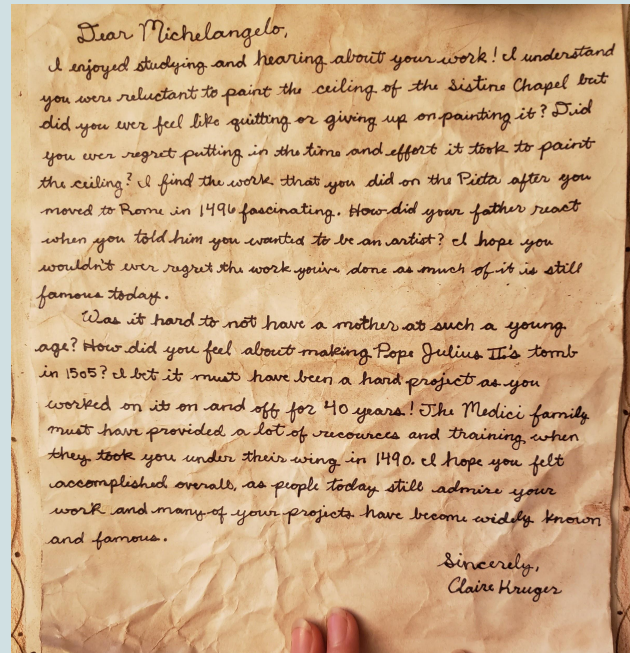 Dear Michelangelo,
I enjoyed studying and hearing about your work! I understand
you were reluctant to paint the ceiling of the Sistine Chapel but
did you ever feel like quitting or giving up on painting it? Did
you ever regret putting in the time and effort it took to paint
the ceiling? I find the work that you did on the Pieta after you
moved to Rome in 1496 fascinating. How did your father react
when you told him you wanted to be an artist? I hope you
wouldn't ever regret the work you've done as much of it is still
famous today.
Was it hard to not have a mother at such a young
age? How did you feel about making Pope Julius II's tomb
in 1505? I bet it must have been a hard project as you
worked on it on and off for 40 years! The Medici family
must have provided a lot of recources and training when
they took you under their wing in 1490. I hope you felt
accomplished overall, as people today still admire your
work and many of your projects have become widely known
and famous.
Sincerely,
Claire Kruger